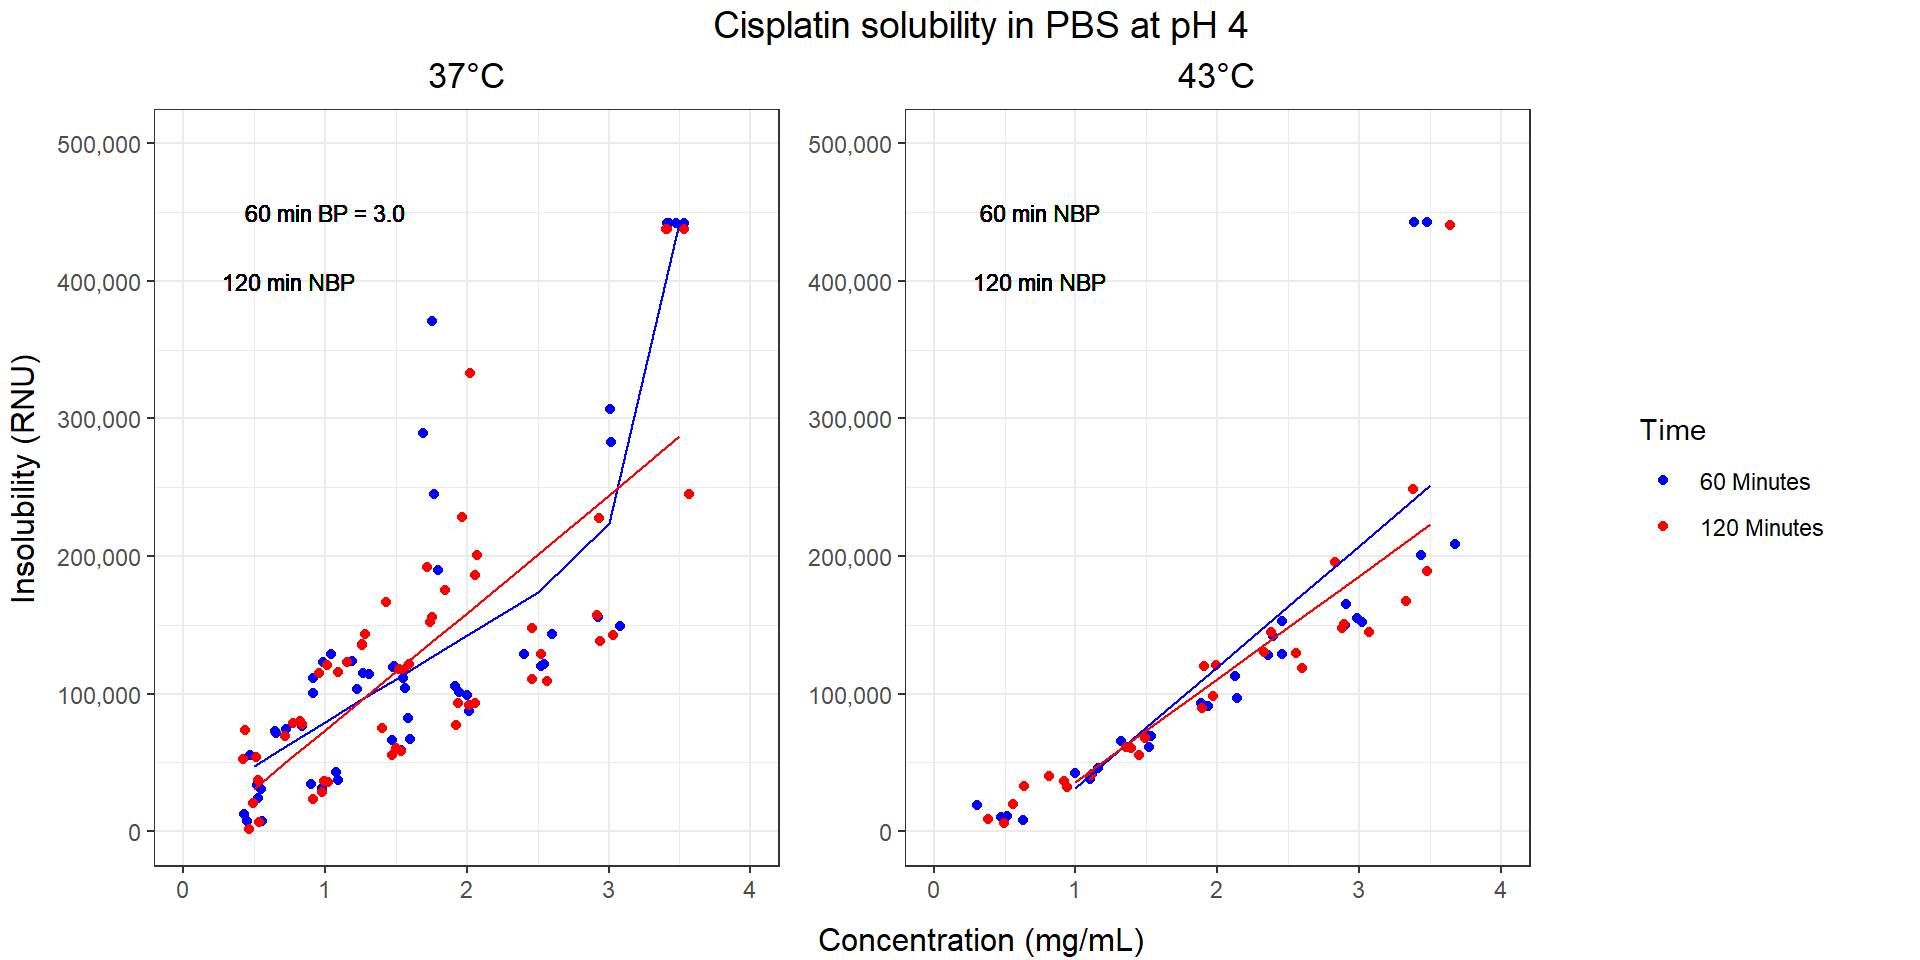 Cisplatin solubility in PBS at pH 4
37°C
43°C
Insolubility (RNU)
500,000
400,000
300,000
200,000
100,000
0
60 min BP = 3.0
120 min NBP
0 1 2 3 4
500,000
400,000
300,000
200,000
100,000
0
60 min NBP
120 min NBP
0 1 2 3 4
Concentration (mg/mL)
Time
60 Minutes
120 Minutes